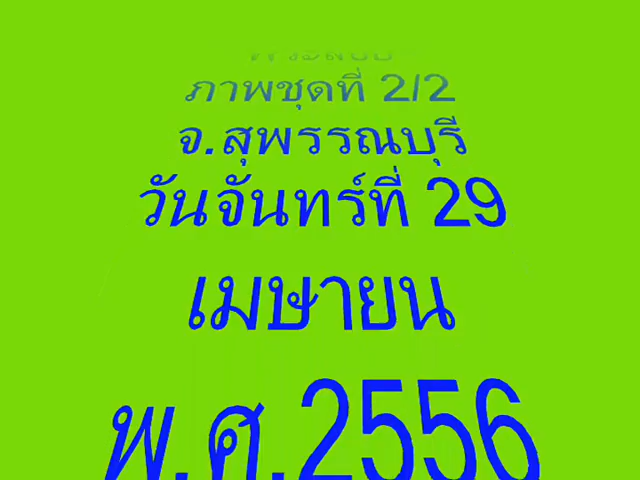 ภาพชุดที่ 2/2
จ.สุพรรณบุรี
วันจันทร์ที่ 29
เมษายน
พ.ศ.2556